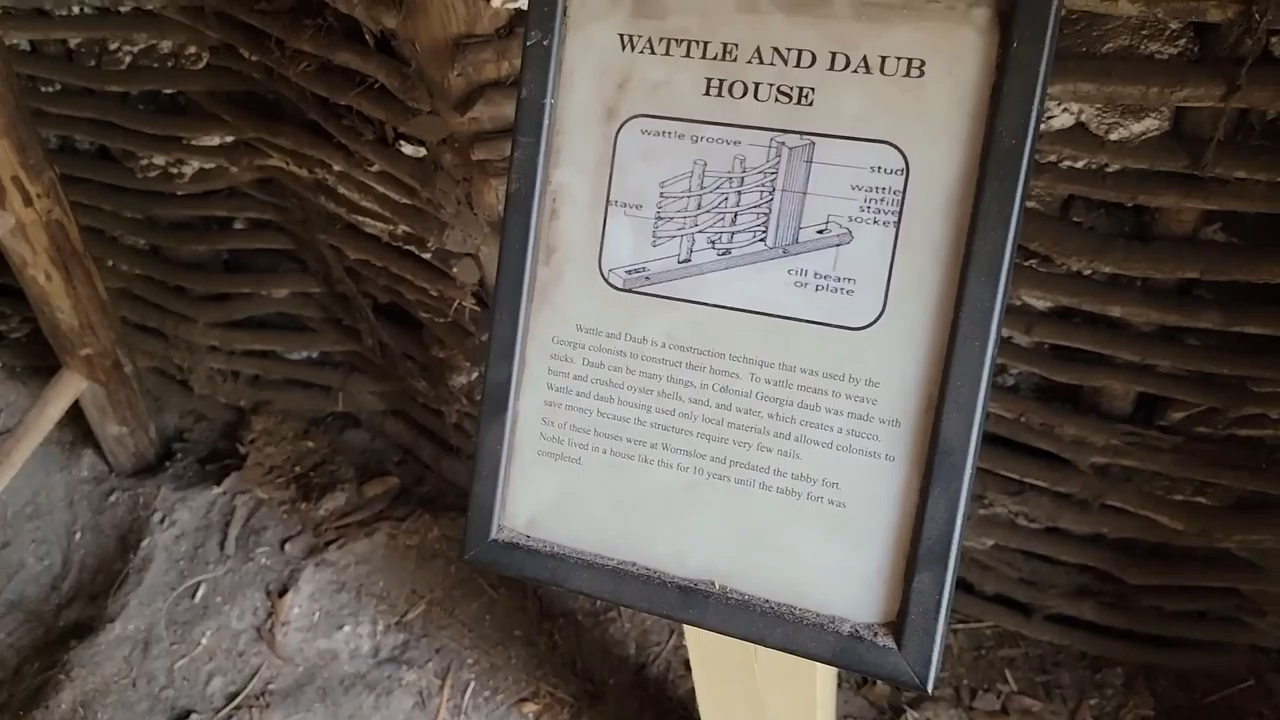 WATTLE AND DAUB
HOUSE
wattle groove
stud
wattle
infill
stave
stave
socket
cill beam
or plate
Wattle and Daub is a construction technique that was used by the
Georgia colonists to construct their homes. To wattle means to weave
sticks. Daub can be many things, in Colonial Georgia daub was made with
burnt and crushed oyster shells, sand, and water, which creates a stucco.
Wattle and daub housing used only local materials and allowed colonists to
save money because the structures require very few nails.
Six of these houses were at Wormsloe and predated the tabby fort.
Noble lived in a house like this for 10 years until the tabby fort was
completed.